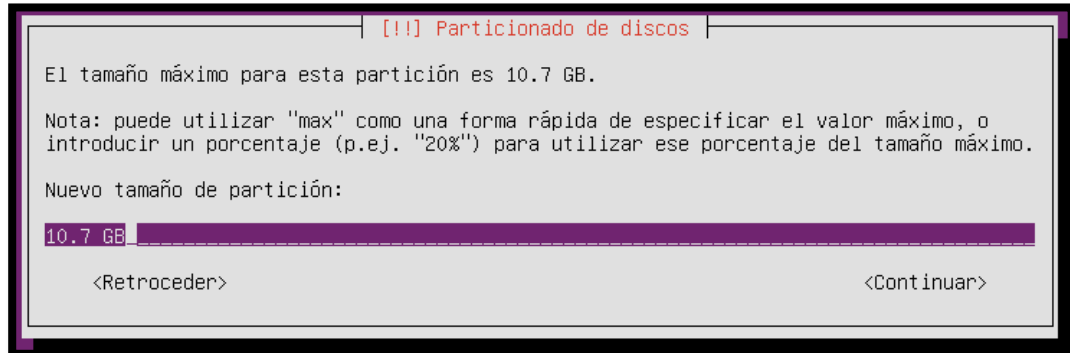 [!!] Particionado de discos
El tamaño máximo para esta partición es 10.7 GB.
Nota: puede utilizar "max" como una forma rápida de especificar el valor máximo, o
introducir un porcentaje (p.ej. "20%") para utilizar ese porcentaje del tamaño máximo.
Nuevo tamaño de partición:
10.7 GB
<Retroceder> <Continuar>